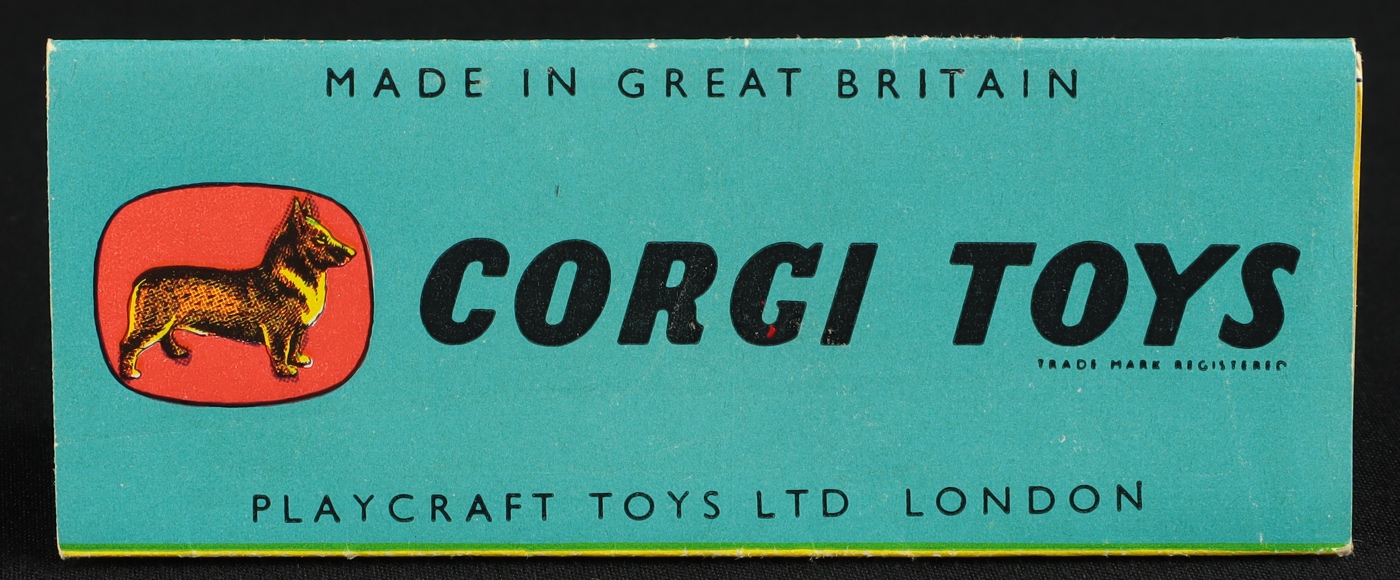 MADE IN GREAT BRITAIN
CORGI TOYS
TRADE MARK REGISTERED
PLAYCRAFT TOYS LTD LONDON